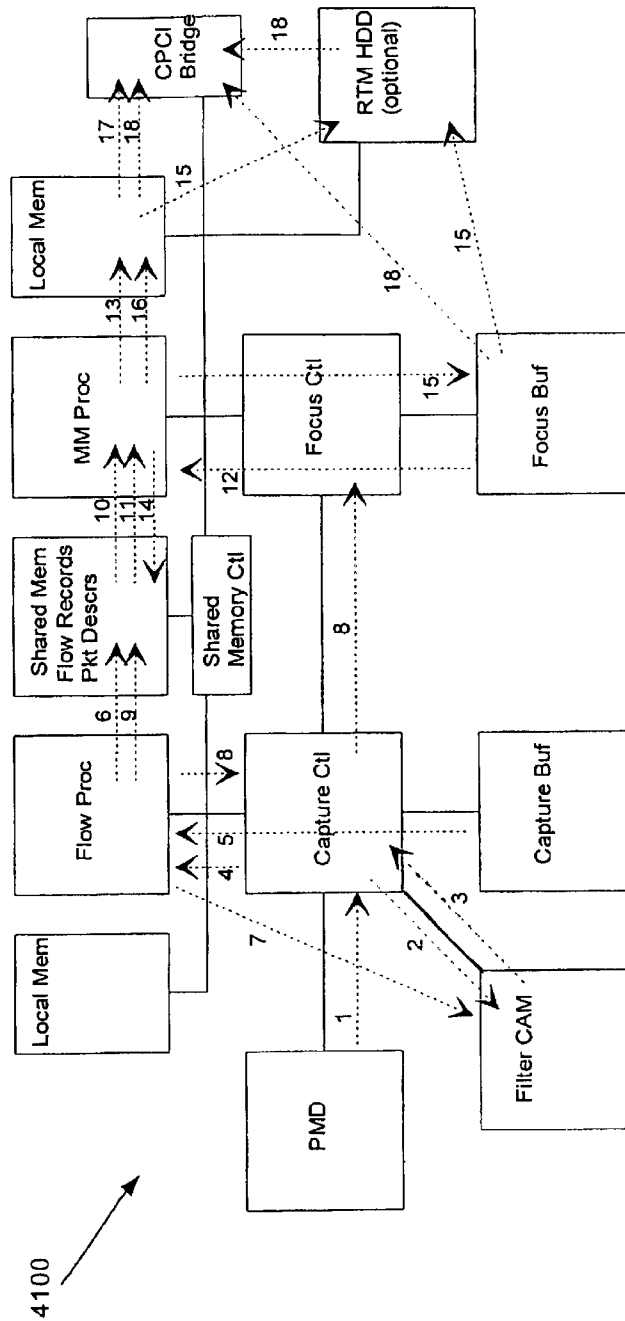 4100
Local Mem
Flow Proc
Shared Mem
Flow Records
Pkt Descrs
MM Proc
Local Mem
CPCI
Bridge
6
9
10
11
14
13
16
17
18
Shared
Memory Ctl
15
18
7
4
5
8
12
15
18
15
PMD
1
Capture Ctl
8
Focus Ctl
RTM HDD
(optional)
2
3
Filter CAM
Capture Buf
Focus Buf